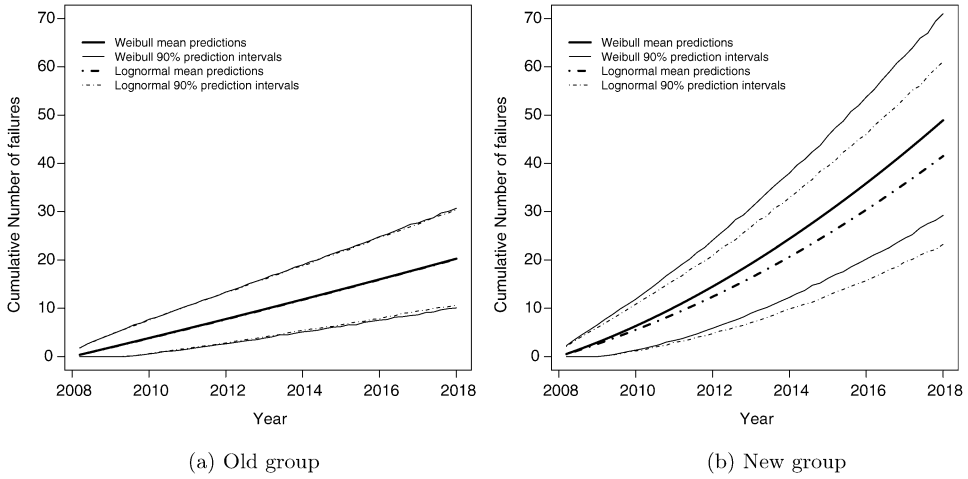 Cumulative Number of failures
70
60
50
40
30
20
10
0
Weibull mean predictions
Weibull 90% prediction intervals
Lognormal mean predictions
Lognormal 90% prediction intervals
2008 2010 2012 2014 2016 2018
Year
(a) Old group
Cumulative Number of failures
70
60
50
40
30
20
10
0
Weibull mean predictions
Weibull 90% prediction intervals
Lognormal mean predictions
Lognormal 90% prediction intervals
2008 2010 2012 2014 2016 2018
Year
(b) New group